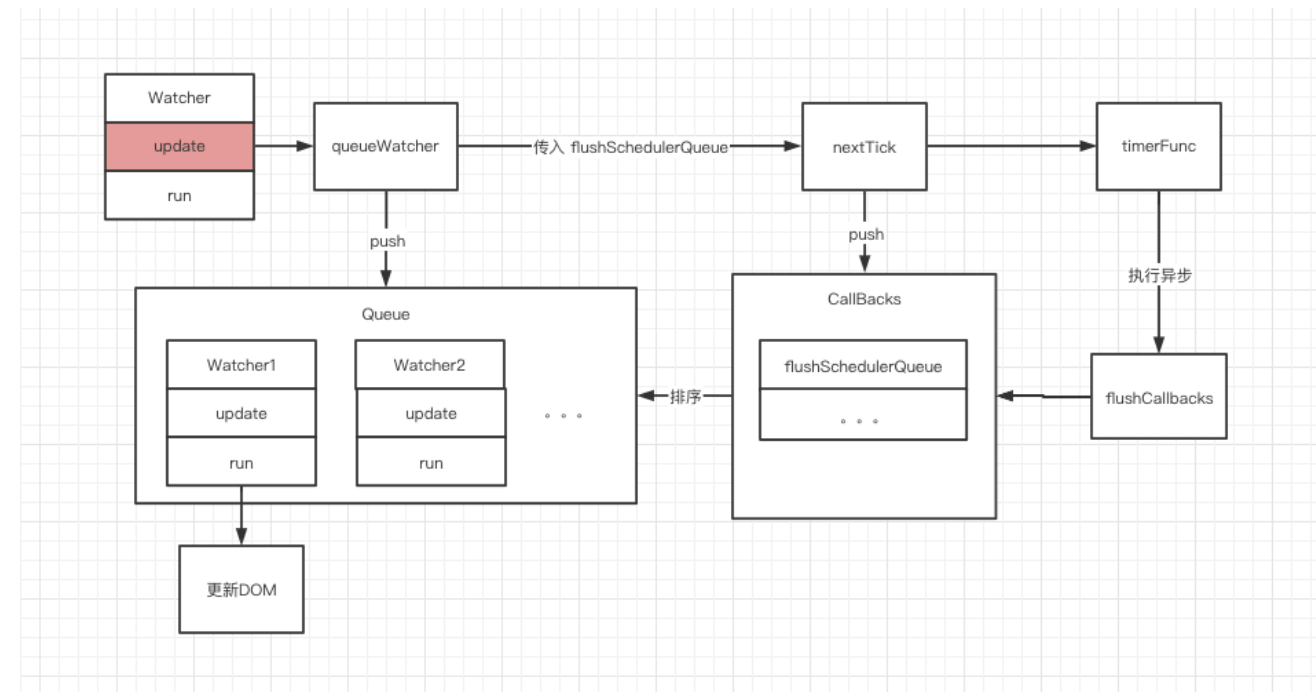 Watcher
update
run
queueWatcher
传入 flushSchedulerQueue
nextTick
timerFunc
push
push
执行异步
Queue
Watcher1
update
run
Watcher2
update
run
。。。
排序
CallBacks
flushSchedulerQueue
。。。
flushCallbacks
更新DOM